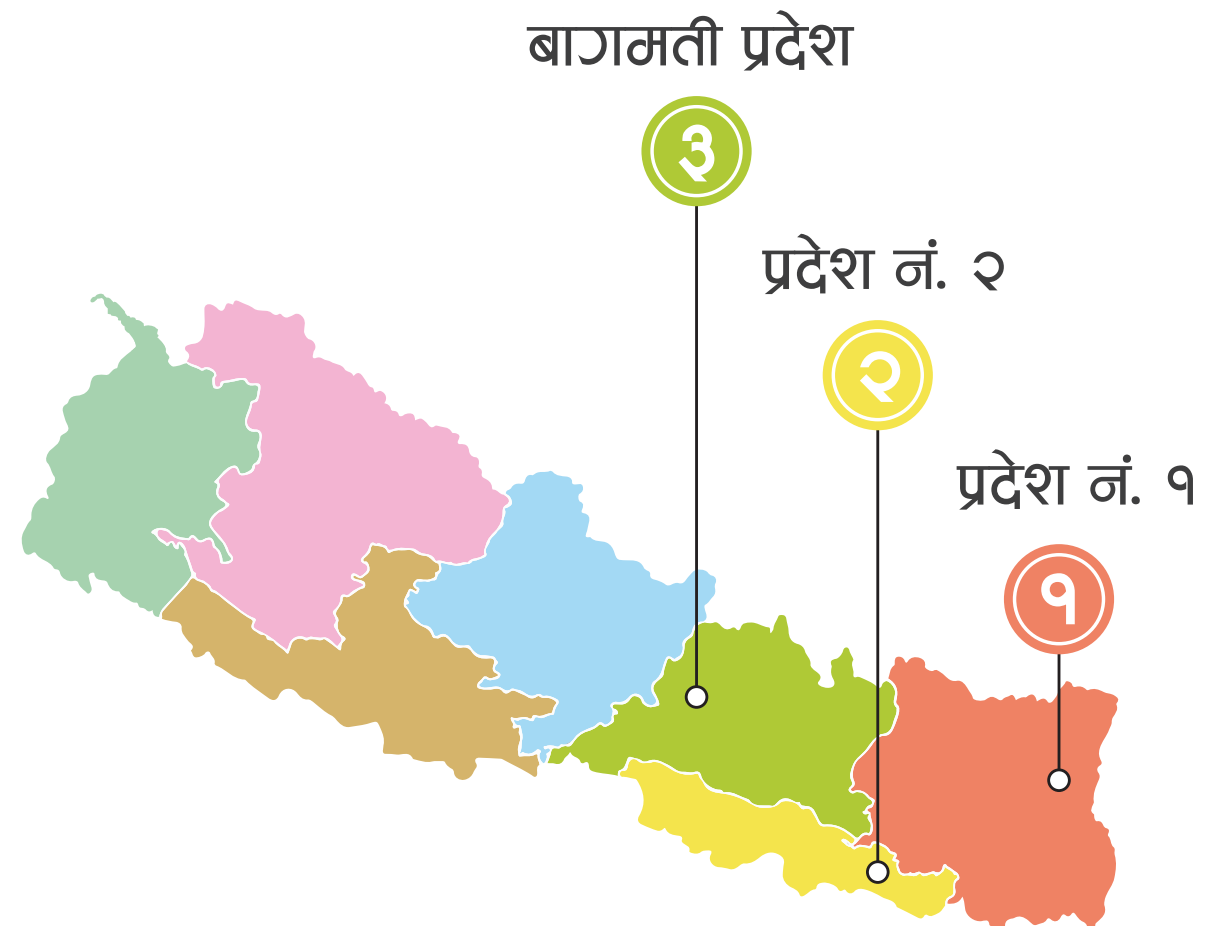 बागमती प्रदेश
३
प्रदेश नं. २
२
प्रदेश नं. १
१